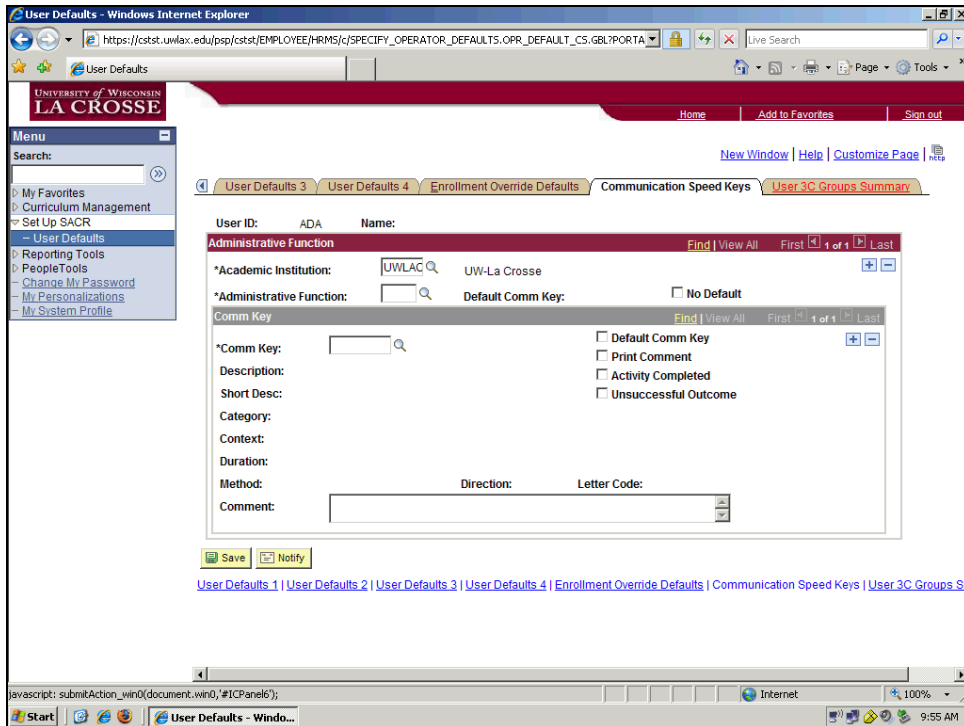 User Defaults - Windows Internet Explorer
https://cstst.uwlax.edu/psp/cstst/EMPLOYEE/HRMS/c/SPECIFY_OPERATOR_DEFAULTS.OPR_DEFAULT_CS.GBL?PORTA
Live Search
User Defaults
Page
Tools
UNIVERSITY of WISCONSIN
LA CROSSE
Home
Add to Favorites
Sign out
Menu
Search:
My Favorites
Curriculum Management
Set Up SACR
– User Defaults
Reporting Tools
PeopleTools
– Change My Password
– My Personalizations
– My System Profile
New Window | Help | Customize Page |
User Defaults 3
User Defaults 4
Enrollment Override Defaults
Communication Speed Keys
User 3C Groups Summary
User ID: ADA Name:
Administrative Function Find | View All First 1 of 1 Last
*Academic Institution: UWLAC UW-La Crosse
*Administrative Function: Default Comm Key: No Default
Comm Key Find | View All First 1 of 1 Last
*Comm Key: Default Comm Key
Print Comment
Description: Activity Completed
Short Desc: Unsuccessful Outcome
Category:
Context:
Duration:
Method: Direction: Letter Code:
Comment:
Save Notify
User Defaults 1 | User Defaults 2 | User Defaults 3 | User Defaults 4 | Enrollment Override Defaults | Communication Speed Keys | User 3C Groups S
javascript: submitAction_win0(document.win0,'#ICPanel6');
Internet
100%
Start
User Defaults - Windo...
9:55 AM